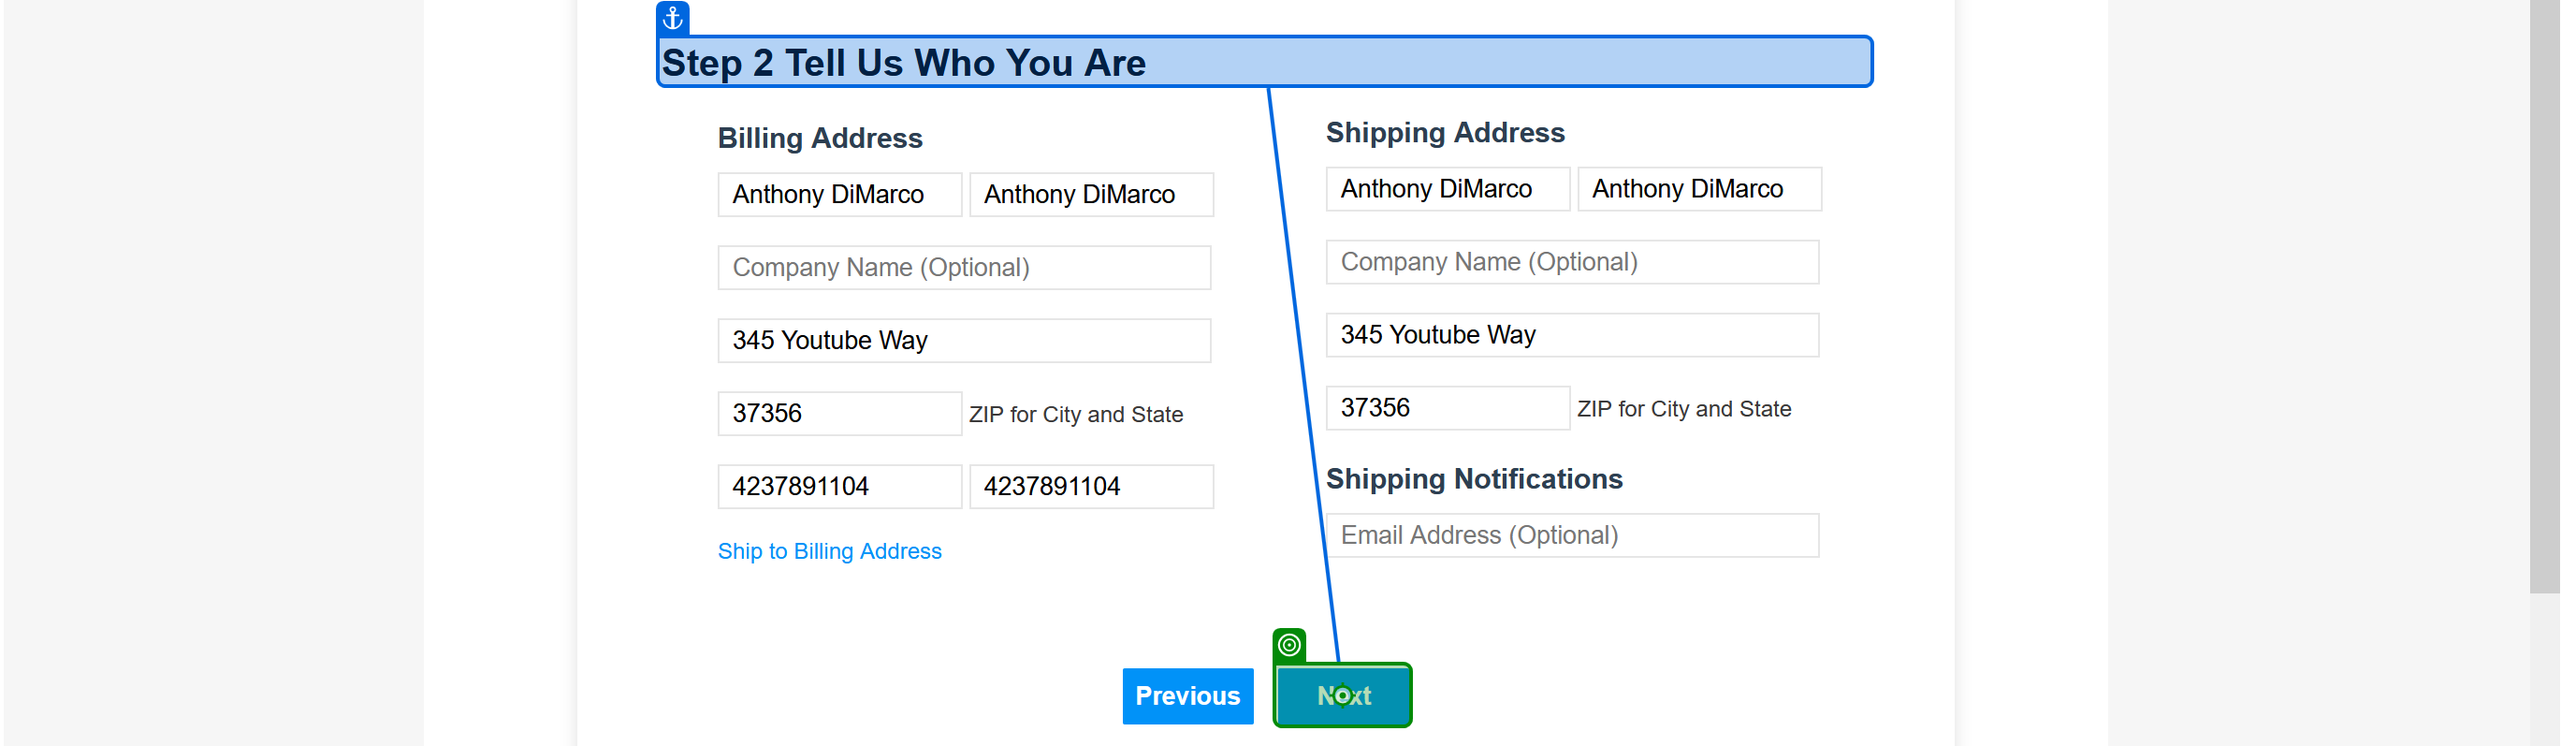 Step 2 Tell Us Who You Are
Billing Address
Anthony DiMarco Anthony DiMarco
Company Name (Optional)
345 Youtube Way
37356 ZIP for City and State
4237891104 4237891104
Ship to Billing Address
Shipping Address
Anthony DiMarco Anthony DiMarco
Company Name (Optional)
345 Youtube Way
37356 ZIP for City and State
Shipping Notifications
Email Address (Optional)
Previous Next